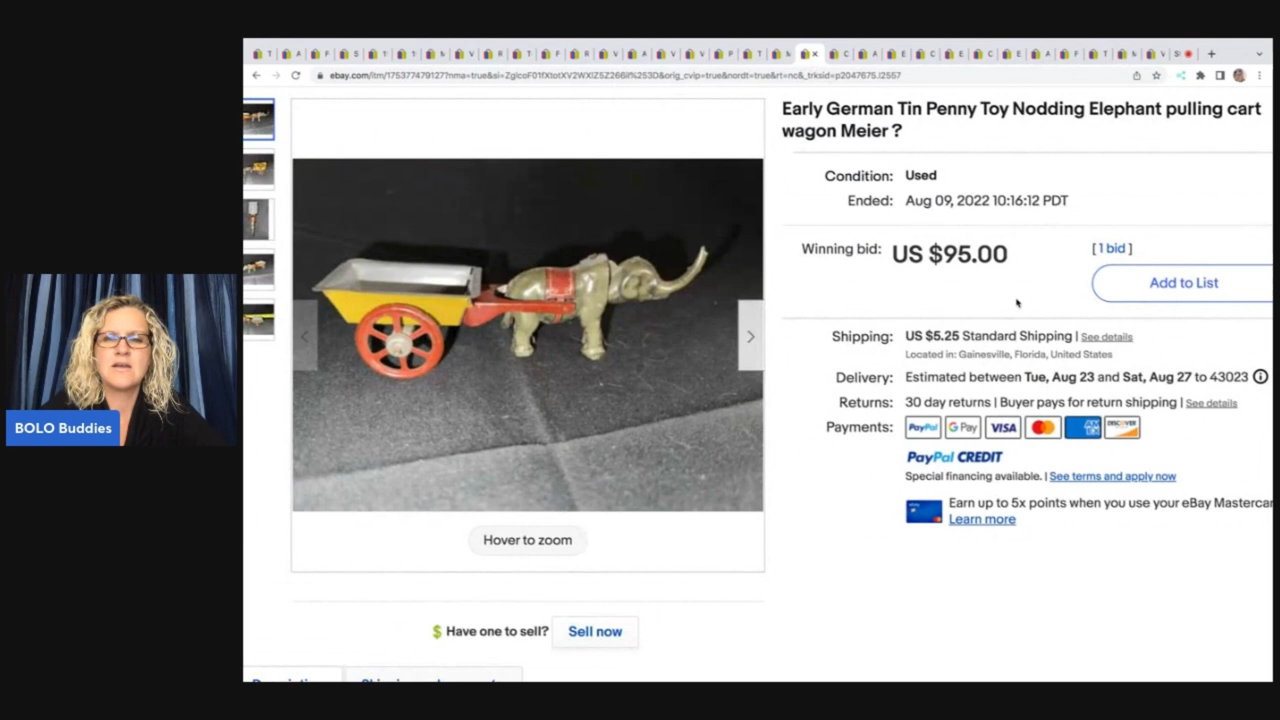 ebay.com/itm/175377479127?nma=true&si=ZgicoF01fXtotXV2WXIZ5Z266iI%253D&orig_cvip=true&nordt=true&rt=nc&_trksid=p2047675.l2557
Early German Tin Penny Toy Nodding Elephant pulling cart
wagon Meier ?
Condition: Used
Ended: Aug 09, 2022 10:16:12 PDT
Winning bid: US $95.00 [ 1 bid ]
Add to List
Shipping: US $5.25 Standard Shipping | See details
Located in: Gainesville, Florida, United States
Delivery: Estimated between Tue, Aug 23 and Sat, Aug 27 to 43023
Returns: 30 day returns | Buyer pays for return shipping | See details
Payments: PayPal G Pay VISA DISCOVER
PayPal CREDIT
Special financing available. | See terms and apply now
Earn up to 5x points when you use your eBay Mastercar
Learn more
Hover to zoom
Have one to sell? Sell now
BOLO Buddies